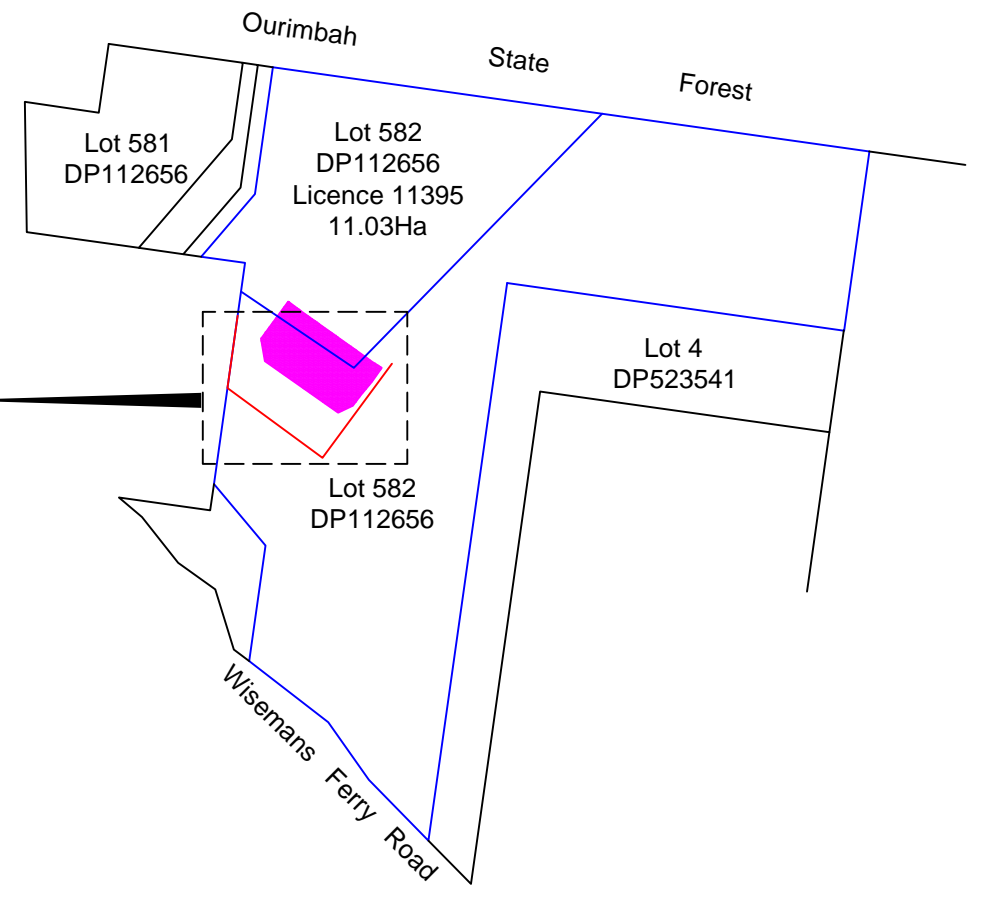 Ourimbah State Forest
Lot 581
DP112656
Lot 582
DP112656
Licence 11395
11.03Ha
Lot 4
DP523541
Lot 582
DP112656
Wisemans Ferry Road